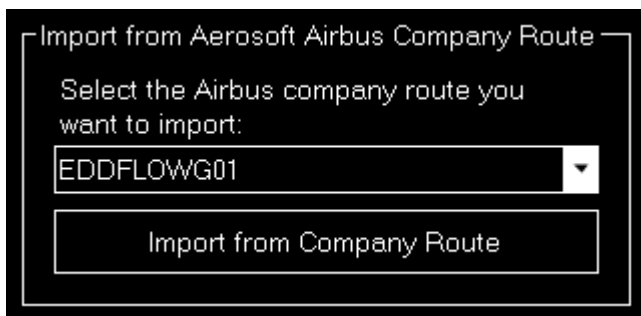 Import from Aerosoft Airbus Company Route
Select the Airbus company route you
want to import:
EDDFLOWG01
Import from Company Route